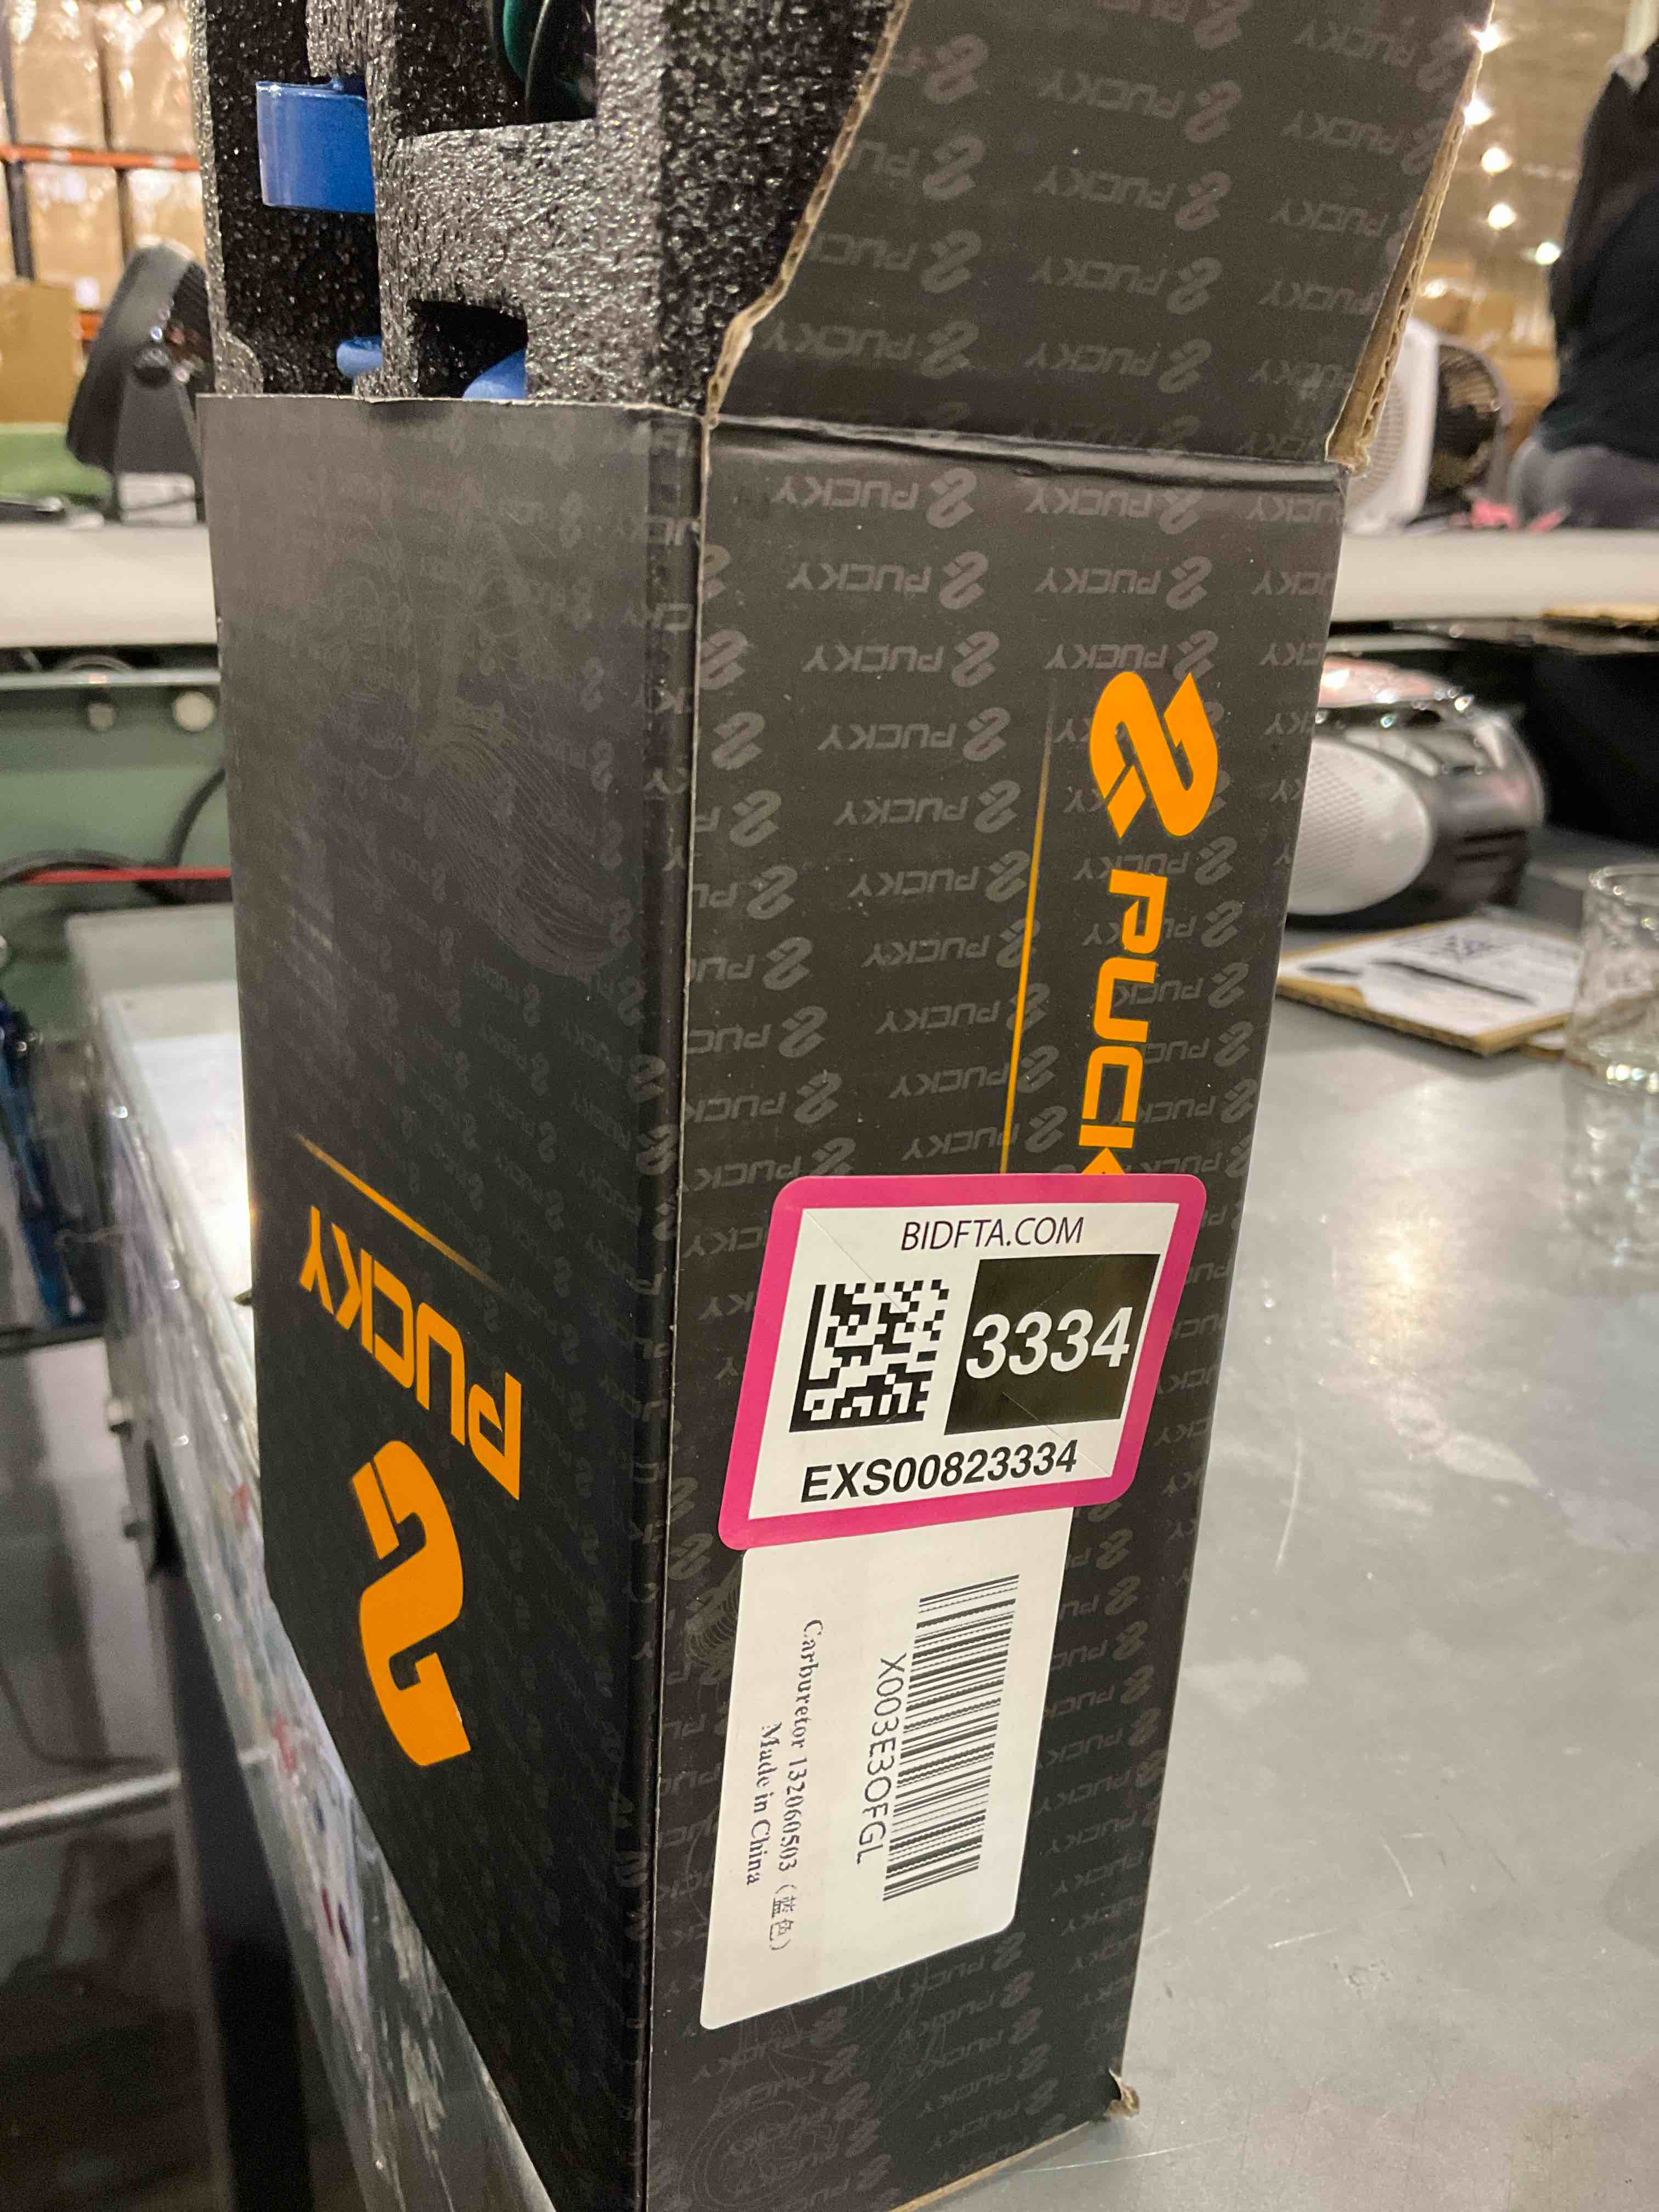 PUCKY
BIDFTA.COM
3334
EXS00823334
X003E3OFGL
Carburetor 132060503（蓝色）
Made in China
PUCKY